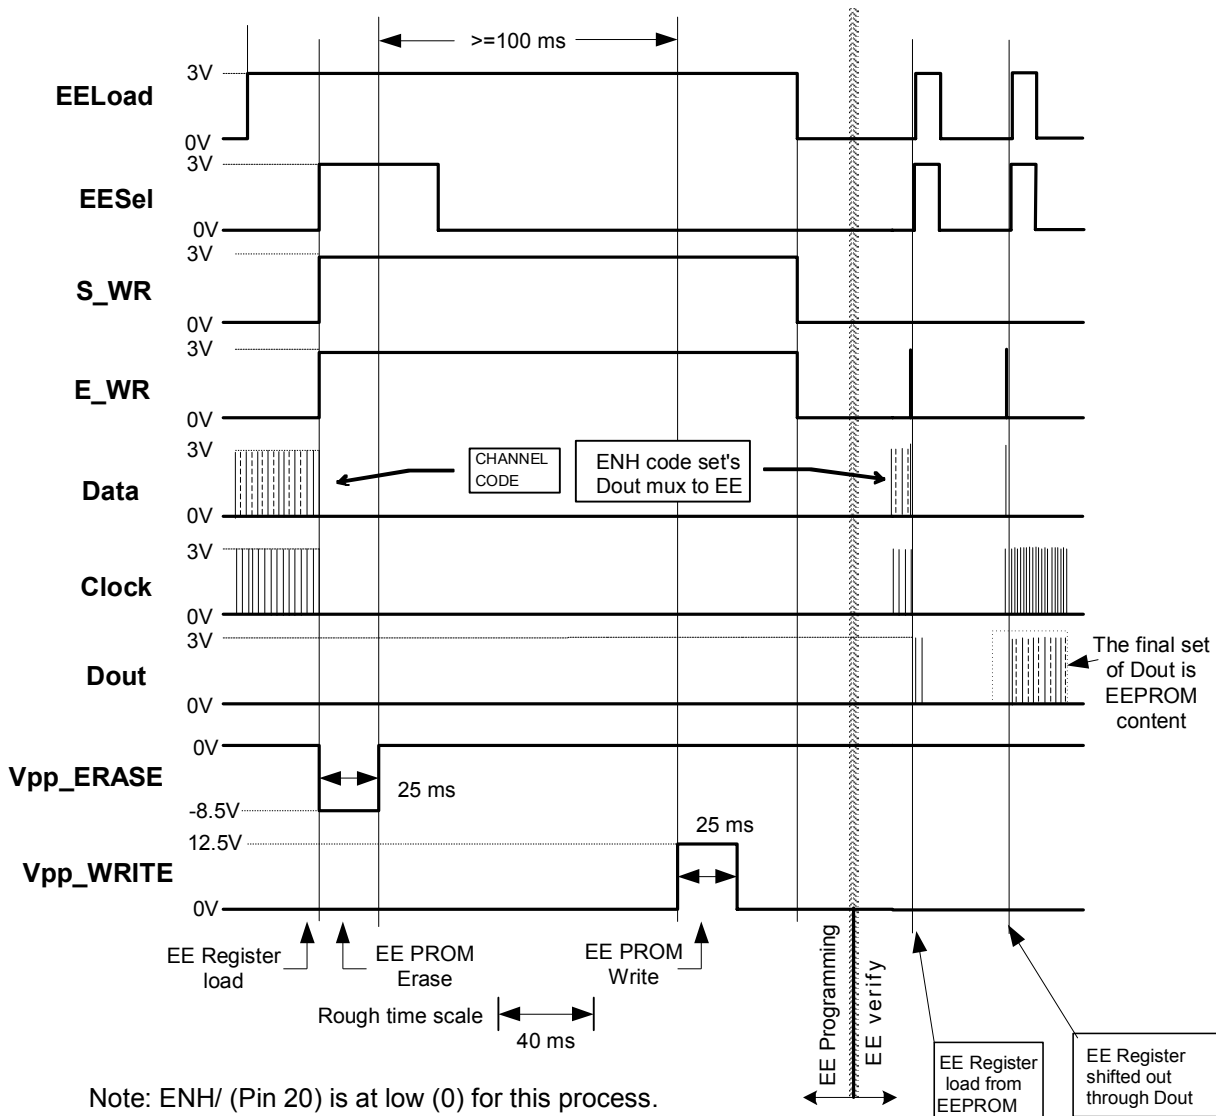 >=100 ms
3V
EELoad
0V
3V
EESel
0V
3V
S_WR
0V
3V
E_WR
0V
3V
Data
0V
CHANNEL
CODE
ENH code set's
Dout mux to EE
3V
Clock
0V
3V
Dout
0V
The final set
of Dout is
EEPROM
content
0V
Vpp_ERASE
-8.5V
25 ms
12.5V
Vpp_WRITE
0V
25 ms
EE Register
load
EE PROM
Erase
EE PROM
Write
EE Programming
EE verify
Rough time scale
40 ms
EE Register
load from
EEPROM
EE Register
shifted out
through Dout
Note: ENH/ (Pin 20) is at low (0) for this process.